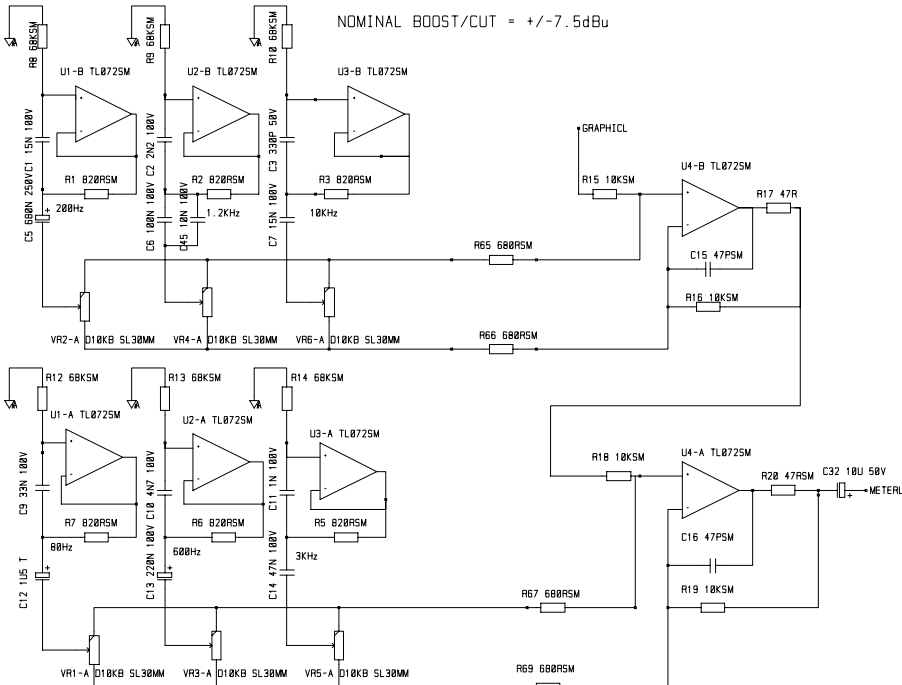 NOMINAL BOOST/CUT = +/-7.5dBu
R8 68KSM
R9 68KSM
R10 68KSM
U1-B TL072SM
U2-B TL072SM
U3-B TL072SM
C1 15N 100V
C2 2N2 100V
C3 330P 50V
GRAPHICL
R15 10KSM
U4-B TL072SM
R17 47R
R1 820RSM
R2 820RSM
R3 820RSM
C5 680N 250V
200Hz
C6 100N 100V
C45 10N 100V
1.2KHz
C7 15N 100V
10KHz
R65 680RSM
C15 47PSM
R16 10KSM
VR2-A D10KB SL30MM
VR4-A D10KB SL30MM
VR6-A D10KB SL30MM
R66 680RSM
R12 68KSM
R13 68KSM
R14 68KSM
U1-A TL072SM
U2-A TL072SM
U3-A TL072SM
C9 33N 100V
C10 4N7 100V
C11 1N 100V
R18 10KSM
U4-A TL072SM
R20 47RSM
C32 10U 50V
METERL
R7 820RSM
R6 820RSM
R5 820RSM
80Hz
600Hz
3KHz
C12 1U5 T
C13 220N 100V
C14 47N 100V
C16 47PSM
R19 10KSM
R67 680RSM
VR1-A D10KB SL30MM
VR3-A D10KB SL30MM
VR5-A D10KB SL30MM
R69 680RSM